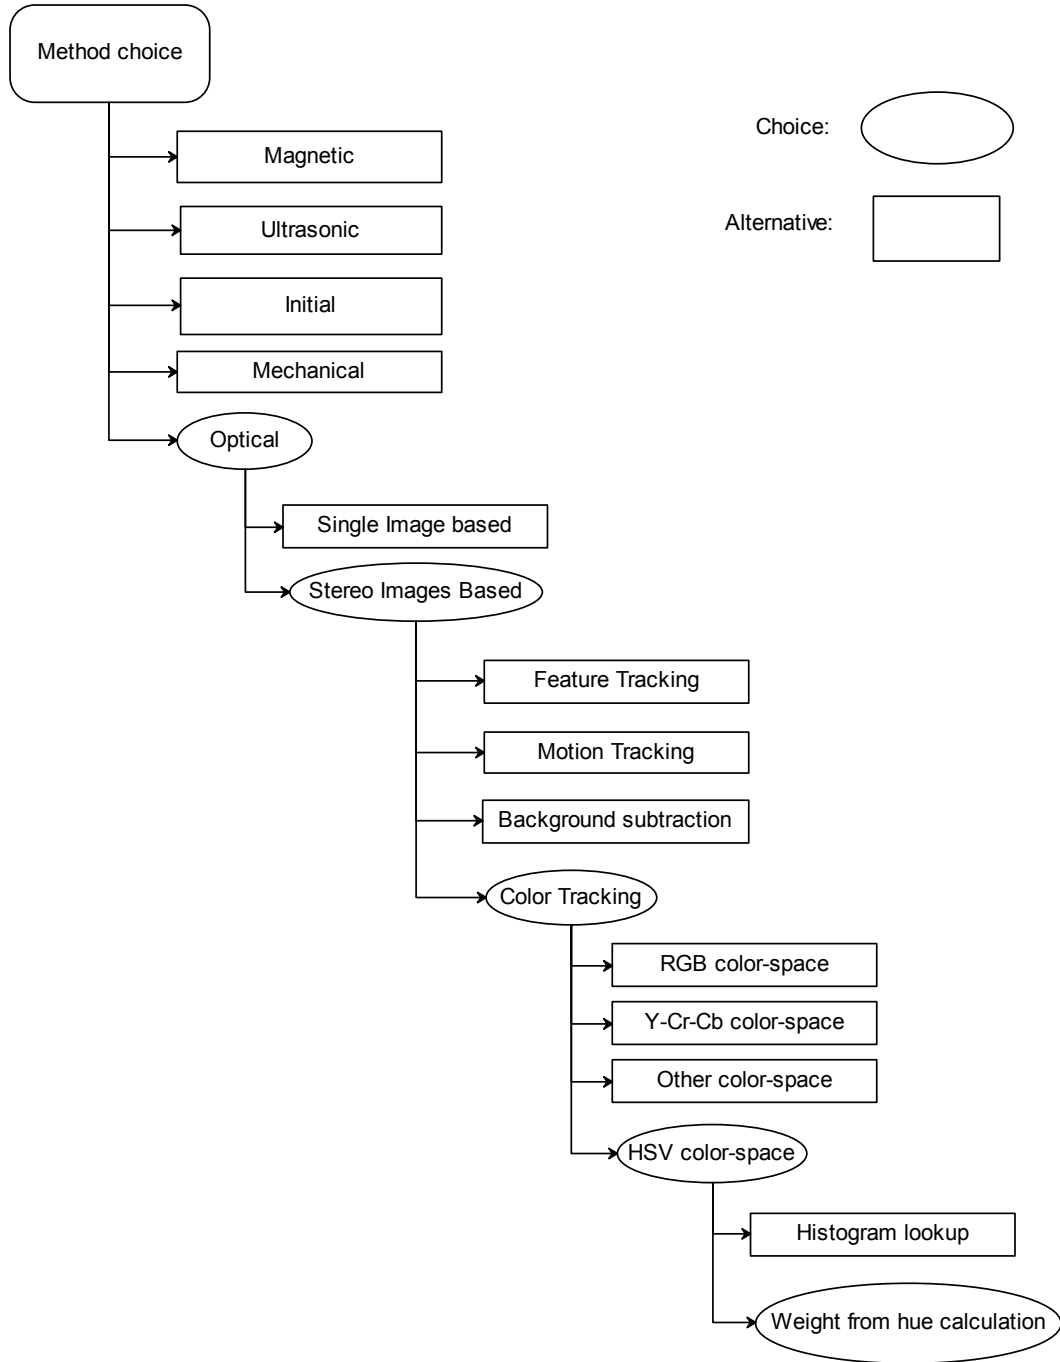 Method choice
Choice:
Magnetic
Alternative:
Ultrasonic
Initial
Mechanical
Optical
Single Image based
Stereo Images Based
Feature Tracking
Motion Tracking
Background subtraction
Color Tracking
RGB color-space
Y-Cr-Cb color-space
Other color-space
HSV color-space
Histogram lookup
Weight from hue calculation